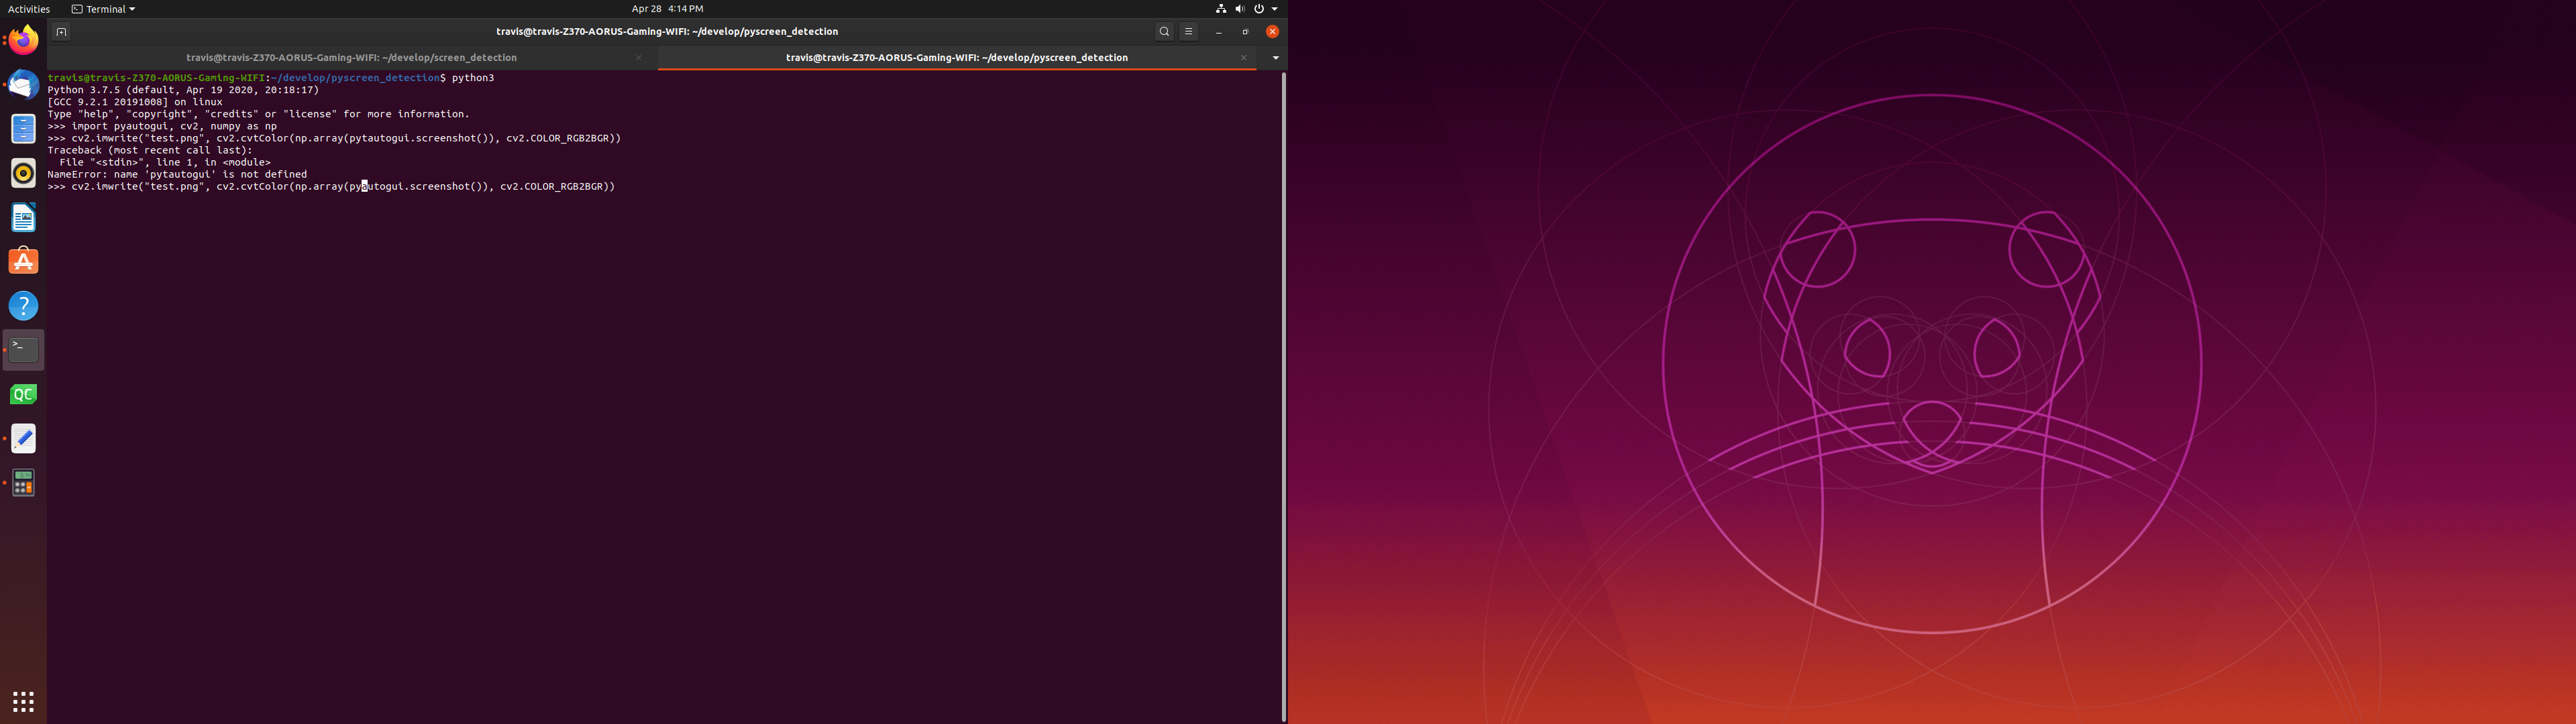 Activities
Terminal
Apr 28 4:14 PM
travis@travis-Z370-AORUS-Gaming-WIFI: ~/develop/pyscreen_detection
travis@travis-Z370-AORUS-Gaming-WIFI: ~/develop/screen_detection
travis@travis-Z370-AORUS-Gaming-WIFI: ~/develop/pyscreen_detection
travis@travis-Z370-AORUS-Gaming-WIFI:~/develop/pyscreen_detection$ python3
Python 3.7.5 (default, Apr 19 2020, 20:18:17)
[GCC 9.2.1 20191008] on linux
Type "help", "copyright", "credits" or "license" for more information.
>>> import pyautogui, cv2, numpy as np
>>> cv2.imwrite("test.png", cv2.cvtColor(np.array(pytautogui.screenshot()), cv2.COLOR_RGB2BGR))
Traceback (most recent call last):
  File "<stdin>", line 1, in <module>
NameError: name 'pytautogui' is not defined
>>> cv2.imwrite("test.png", cv2.cvtColor(np.array(pyautogui.screenshot()), cv2.COLOR_RGB2BGR))
?
>_
QC